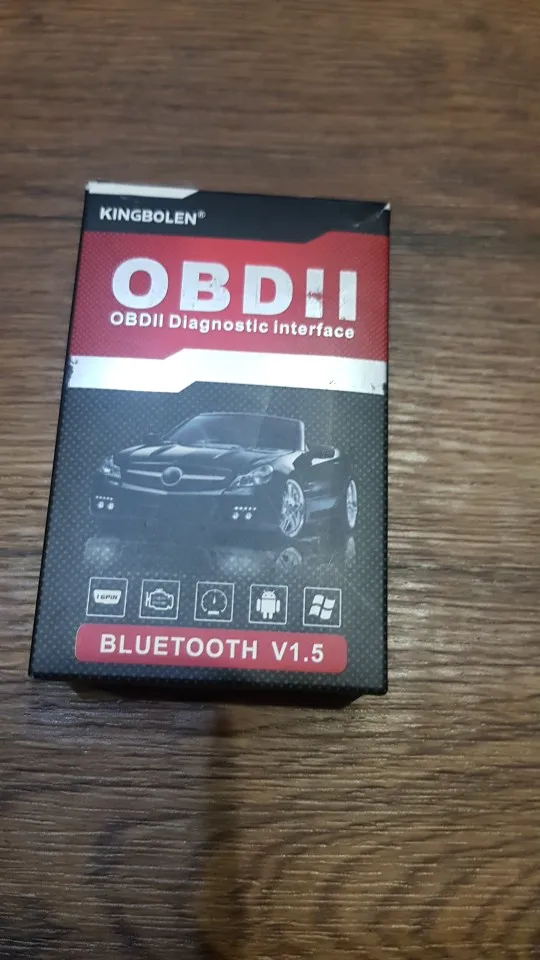 KINGBOLEN®
OBDII
OBDII Diagnostic Interface
16PIN
BLUETOOTH V1.5